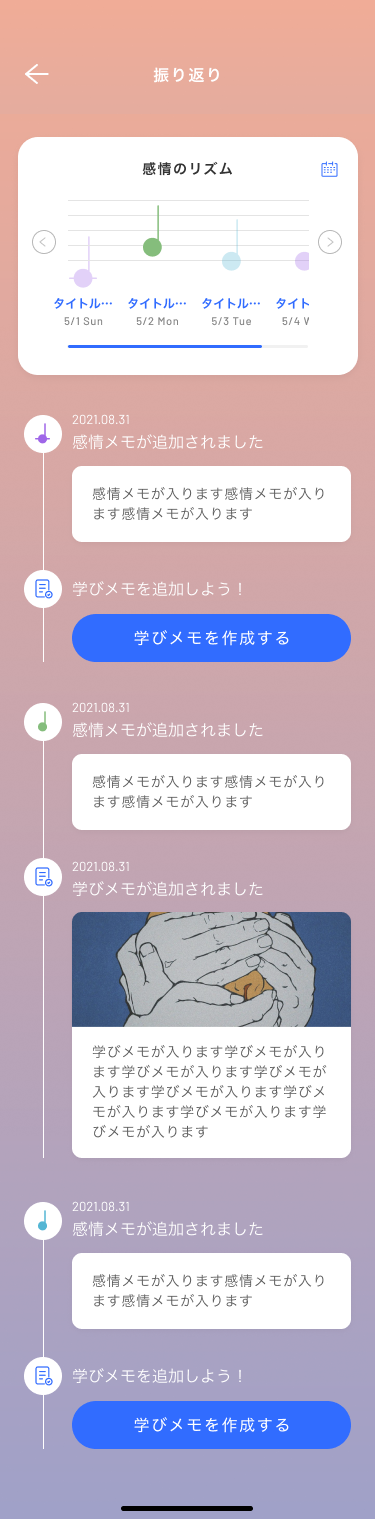 振り返り
感情のリズム
タイトル… タイトル… タイトル… タイト
5/1 Sun 5/2 Mon 5/3 Tue 5/4
2021.08.31
感情メモが追加されました
感情メモが入ります感情メモが入り
ます感情メモが入ります
学びメモを追加しよう！
学びメモを作成する
2021.08.31
感情メモが追加されました
感情メモが入ります感情メモが入り
ます感情メモが入ります
2021.08.31
学びメモが追加されました
学びメモが入ります学びメモが入り
ます学びメモが入ります学びメモが
入ります学びメモが入ります学びメ
モが入ります学びメモが入ります学
びメモが入ります
2021.08.31
感情メモが追加されました
感情メモが入ります感情メモが入り
ます感情メモが入ります
学びメモを追加しよう！
学びメモを作成する